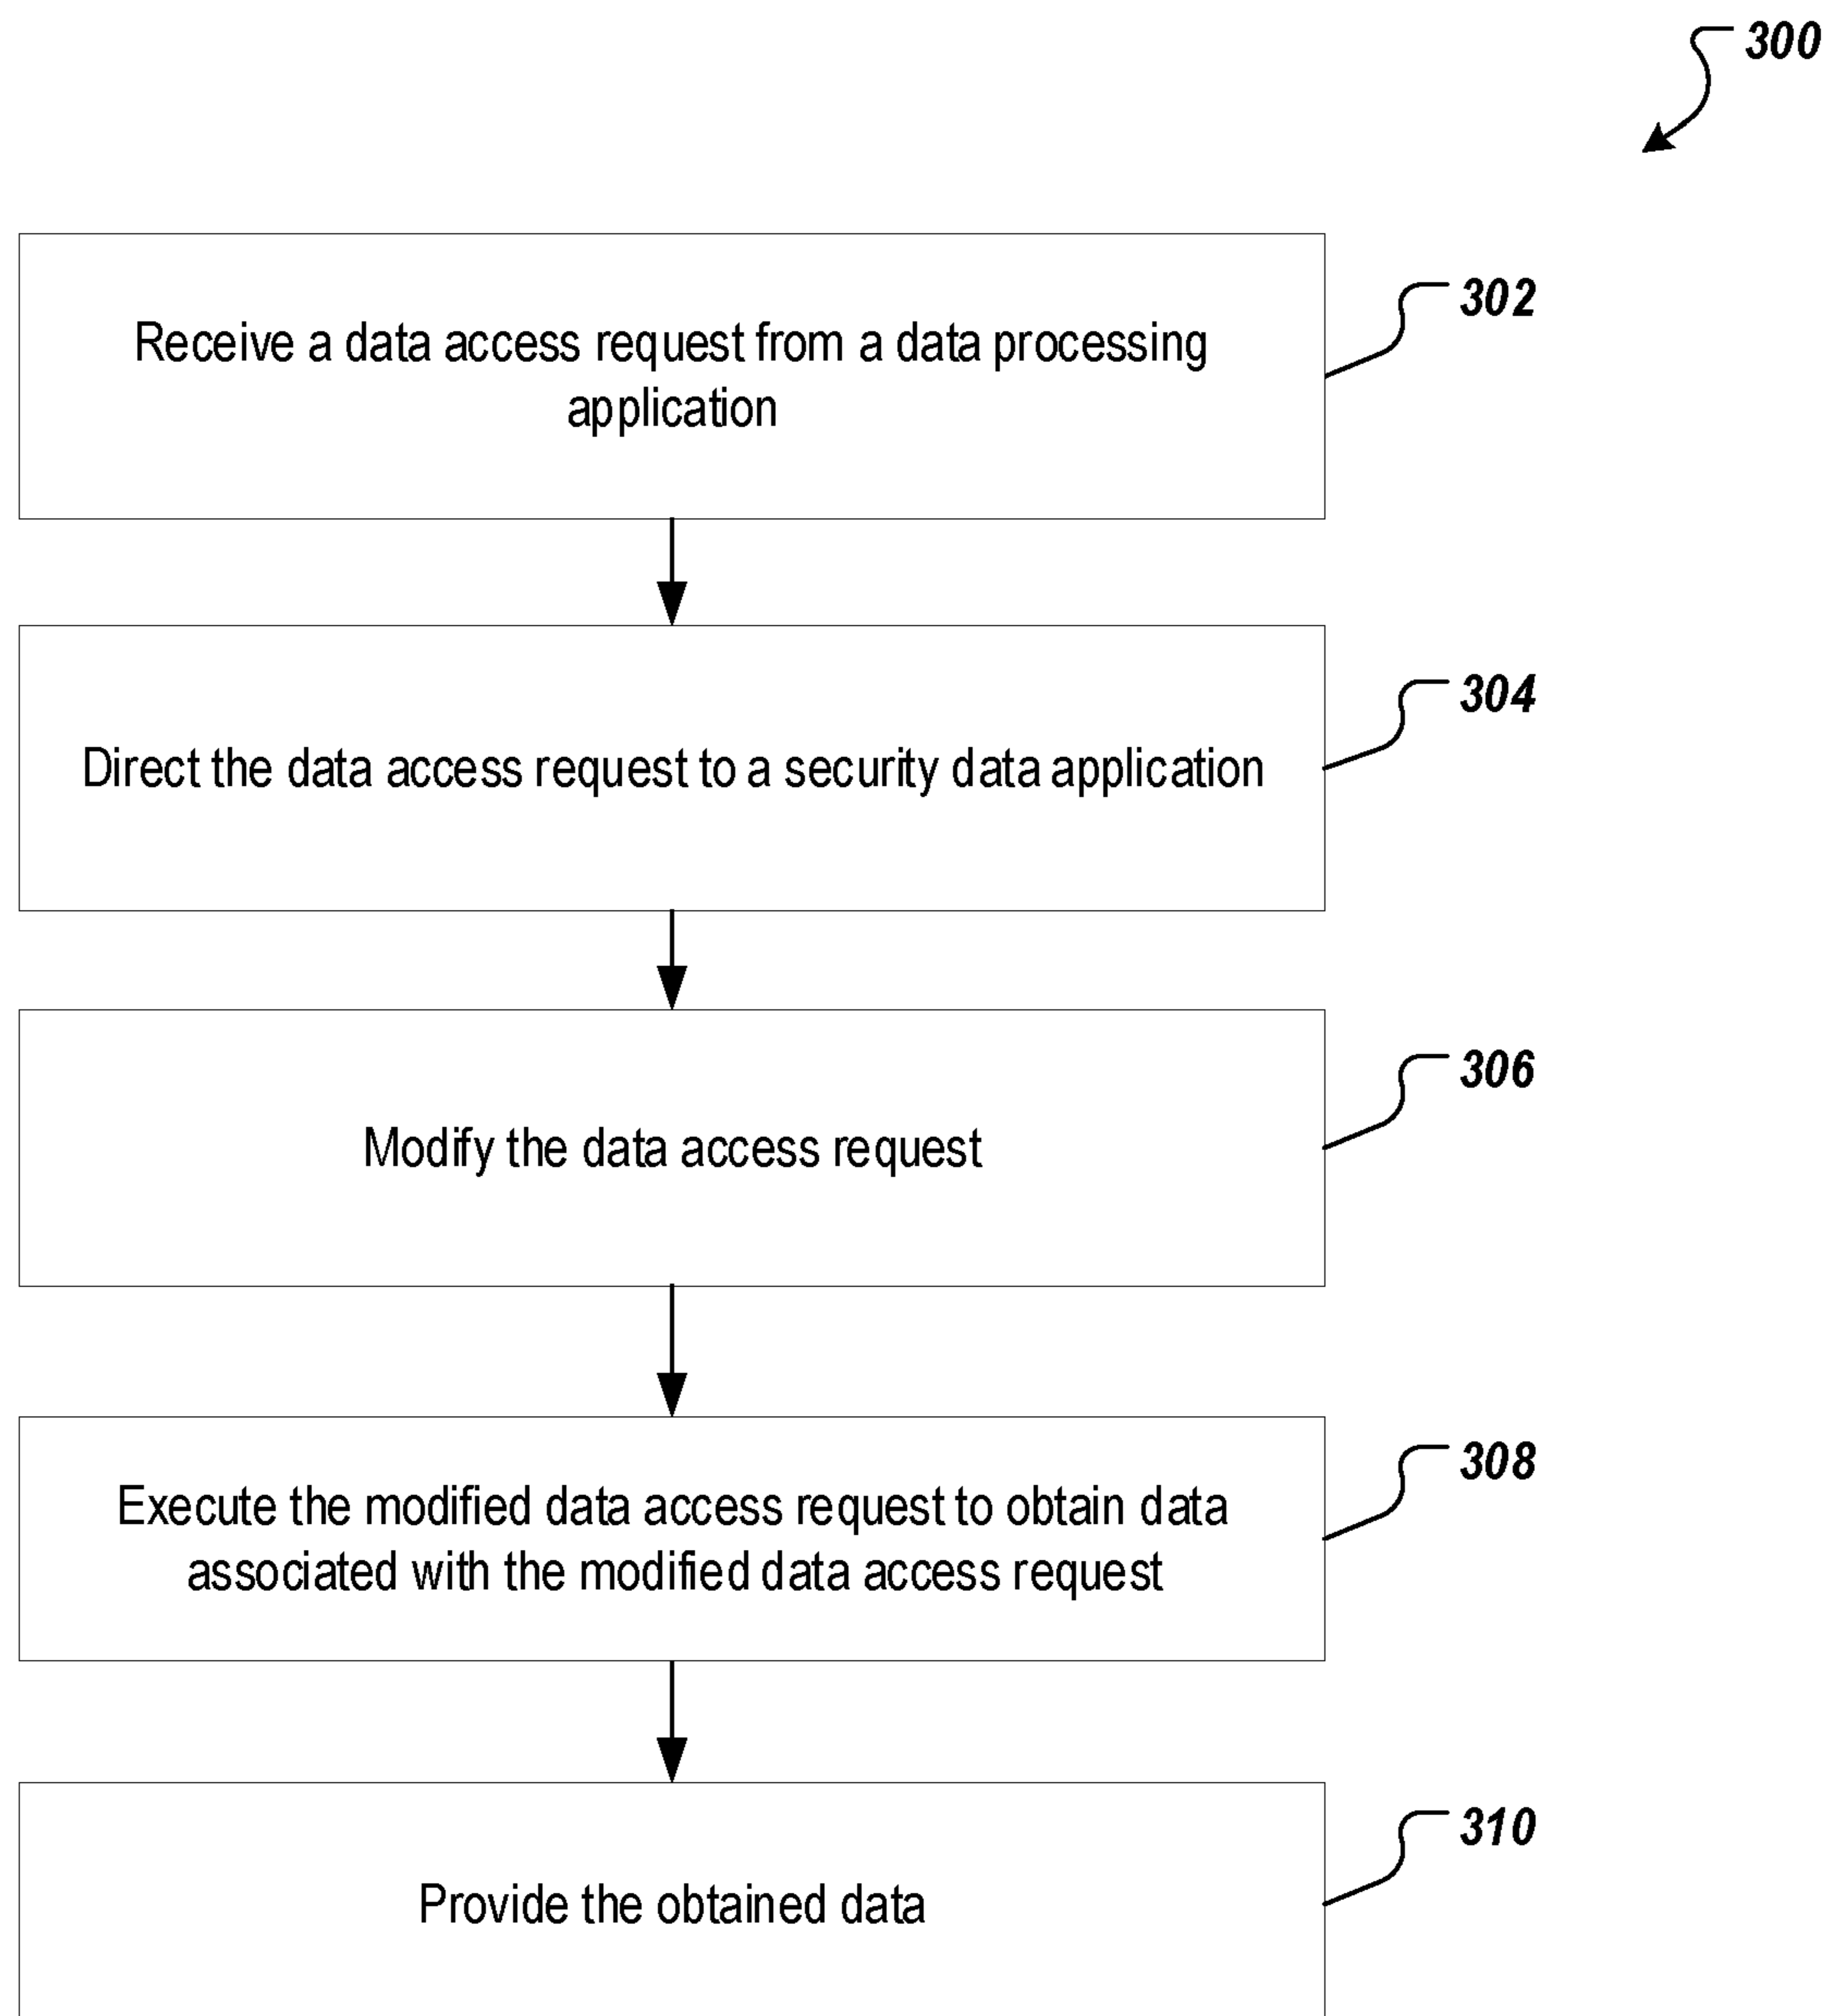 300
Receive a data access request from a data processing
application
302
Direct the data access request to a security data application
304
Modify the data access request
306
Execute the modified data access request to obtain data
associated with the modified data access request
308
Provide the obtained data
310